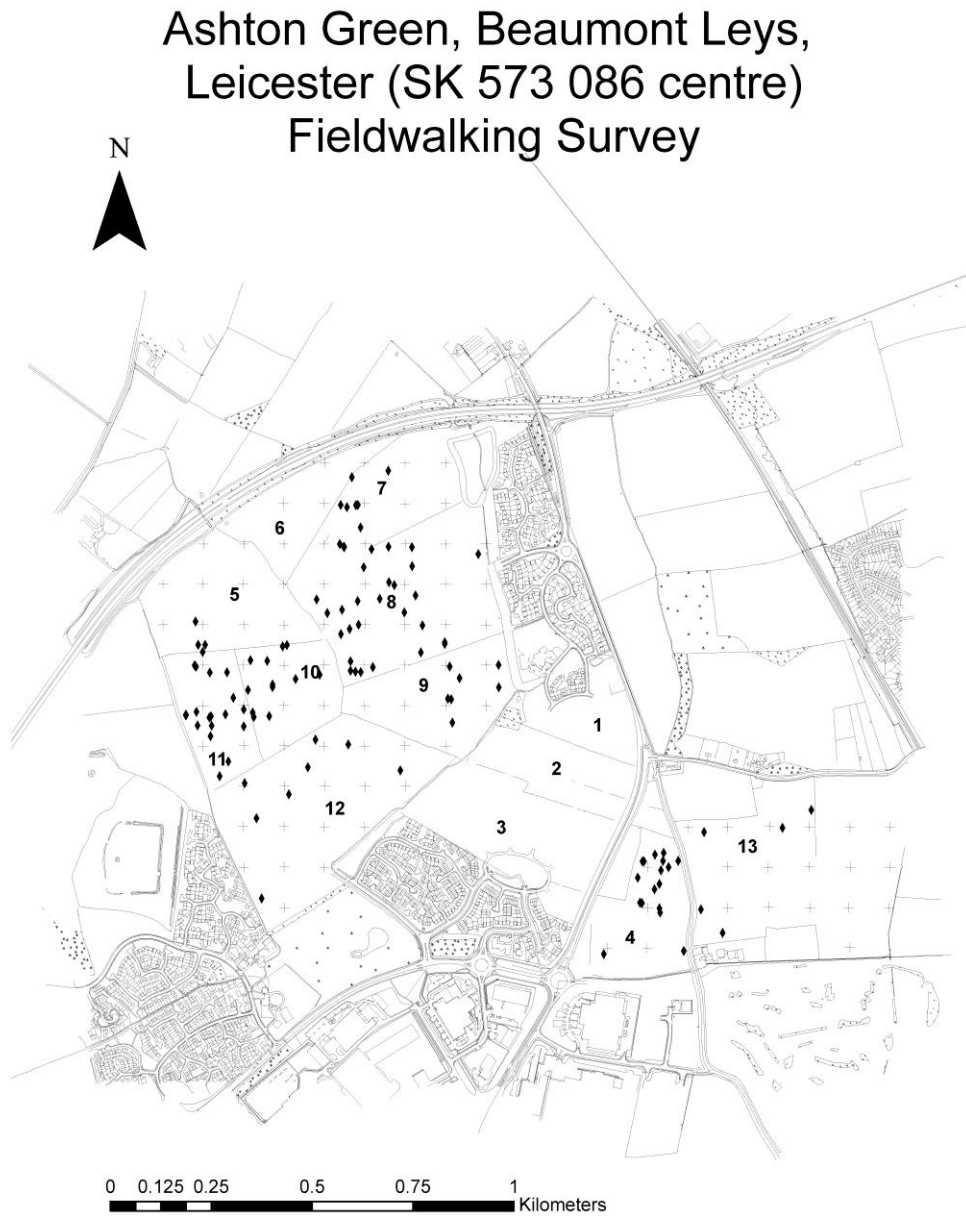 Ashton Green, Beaumont Leys,
Leicester (SK 573 086 centre)
Fieldwalking Survey
N
7
6
5
8
10
9
1
2
11
12
3
13
4
0 0.125 0.25 0.5 0.75 1
Kilometers